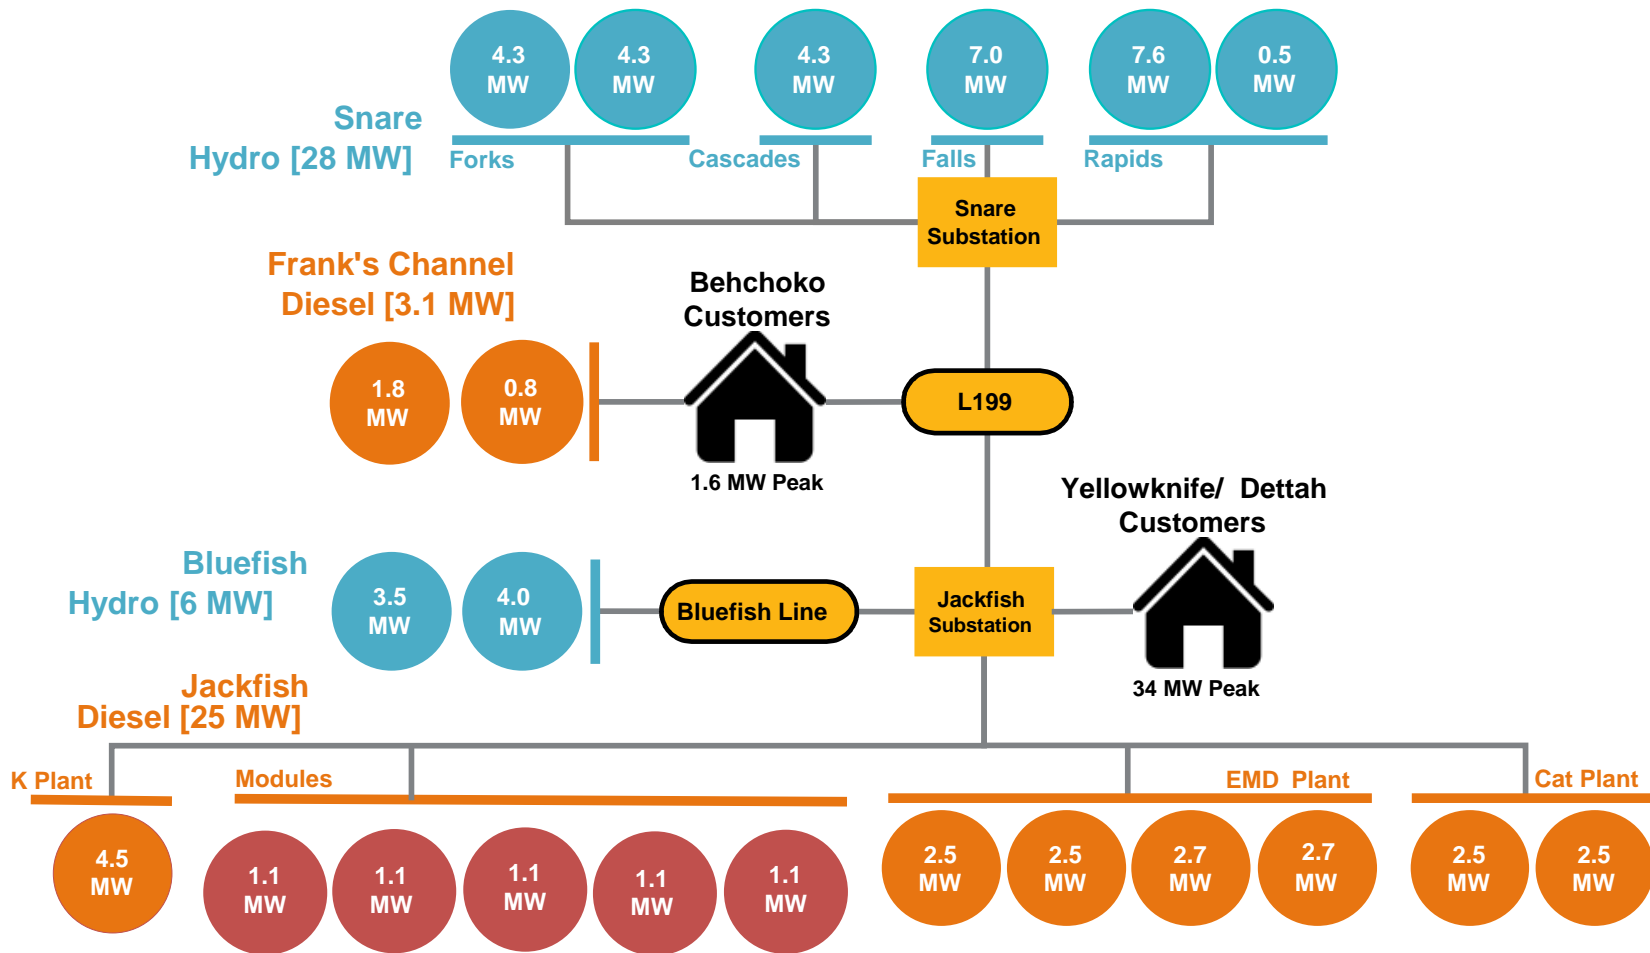 4.3
MW
4.3
MW
4.3
MW
7.0
MW
7.6
MW
0.5
MW
Snare
Hydro [28 MW]
Forks
Cascades
Falls
Rapids
Snare
Substation
Frank's Channel
Diesel [3.1 MW]
1.8
MW
0.8
MW
Behchoko
Customers
1.6 MW Peak
L199
Yellowknife/ Dettah
Customers
34 MW Peak
Bluefish
Hydro [6 MW]
3.5
MW
4.0
MW
Bluefish Line
Jackfish
Substation
Jackfish
Diesel [25 MW]
K Plant
Modules
EMD Plant
Cat Plant
4.5
MW
1.1
MW
1.1
MW
1.1
MW
1.1
MW
1.1
MW
2.5
MW
2.5
MW
2.7
MW
2.7
MW
2.5
MW
2.5
MW